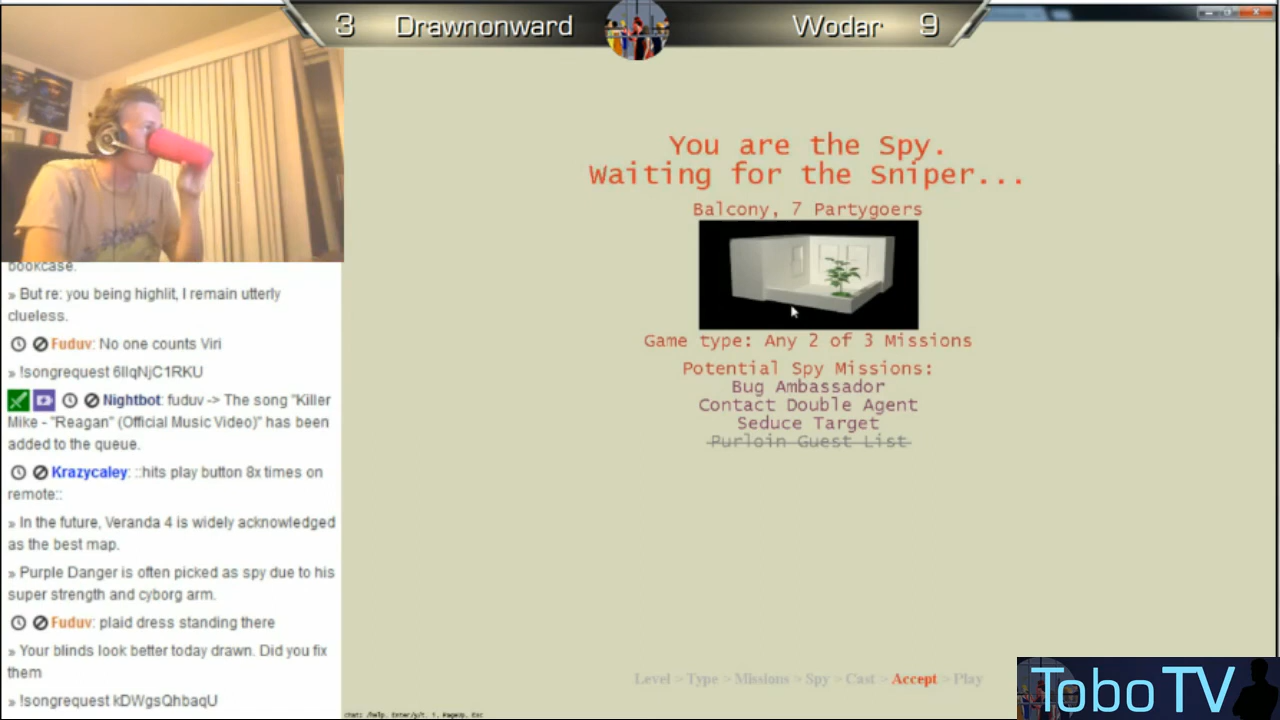 3 Drawnonward Wodar 9
You are the Spy.
Waiting for the Sniper...
Balcony, 7 Partygoers
Game type: Any 2 of 3 Missions
Potential Spy Missions:
Bug Ambassador
Contact Double Agent
Seduce Target
Purloin Guest List
Level > Type > Missions > Spy > Cast > Accept > Play
bookcase.
» But re: you being highlit, I remain utterly
clueless.
Fuduv: No one counts Viri
» !songrequest 6lIqNjC1RKU
Nightbot: fuduv -> The song "Killer
Mike - "Reagan" (Official Music Video)" has been
added to the queue.
Krazycaley: ::hits play button 8x times on
remote::
» In the future, Veranda 4 is widely acknowledged
as the best map.
» Purple Danger is often picked as spy due to his
super strength and cyborg arm.
Fuduv: plaid dress standing there
» Your blinds look better today drawn. Did you fix
them
» !songrequest kDWgsQhbaqU
Chat: /help, Enter/y/t, t, PageUp, Esc
ToboTV